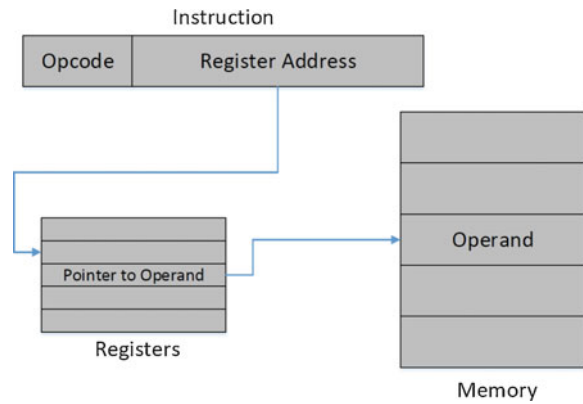 Instruction
Opcode
Register Address
Operand
Pointer to Operand
Registers
Memory